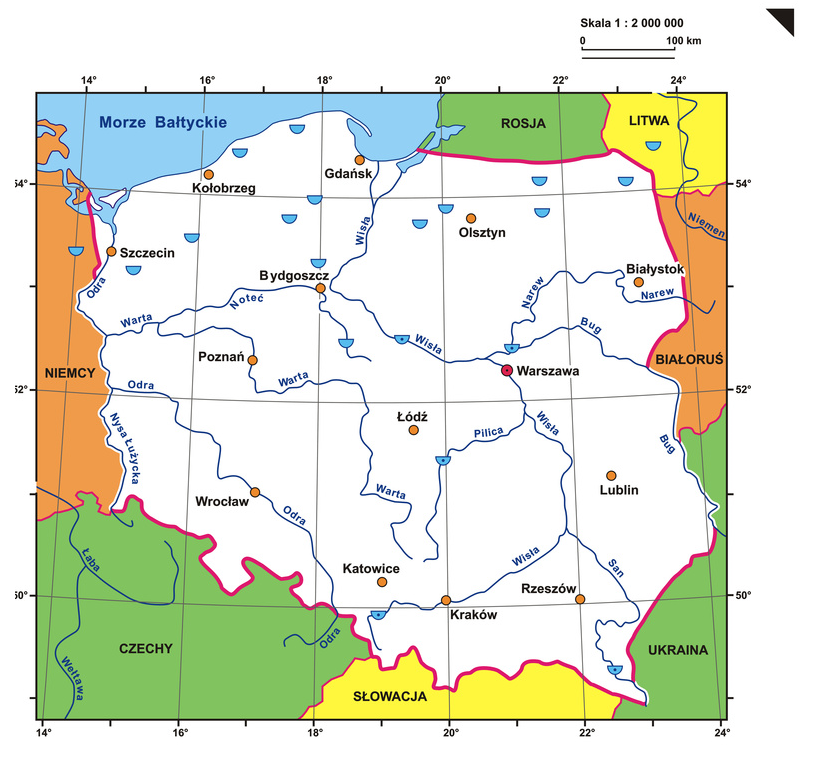 Skala 1 : 2 000 000
0 100 km
14° 16° 18° 20° 22° 24°
Morze Bałtyckie
ROSJA
LITWA
Gdańsk
54° 54°
Kołobrzeg
Niemen
Wisła
Olsztyn
Szczecin
Białystok
Bydgoszcz
Odra
Narew
Narew
Noteć
Warta
Bug
Wisła
Poznań
BIAŁORUŚ
NIEMCY
Warszawa
Warta
52° 52°
Odra
Łódź
Wisła
Pilica
Nysa Łużycka
Bug
Lublin
Warta
Wrocław
Odra
Łaba
Wisła
Katowice
San
Rzeszów
50° 50°
Kraków
Odra
CZECHY
UKRAINA
Wełtawa
SŁOWACJA
14° 16° 18° 20° 22° 24°